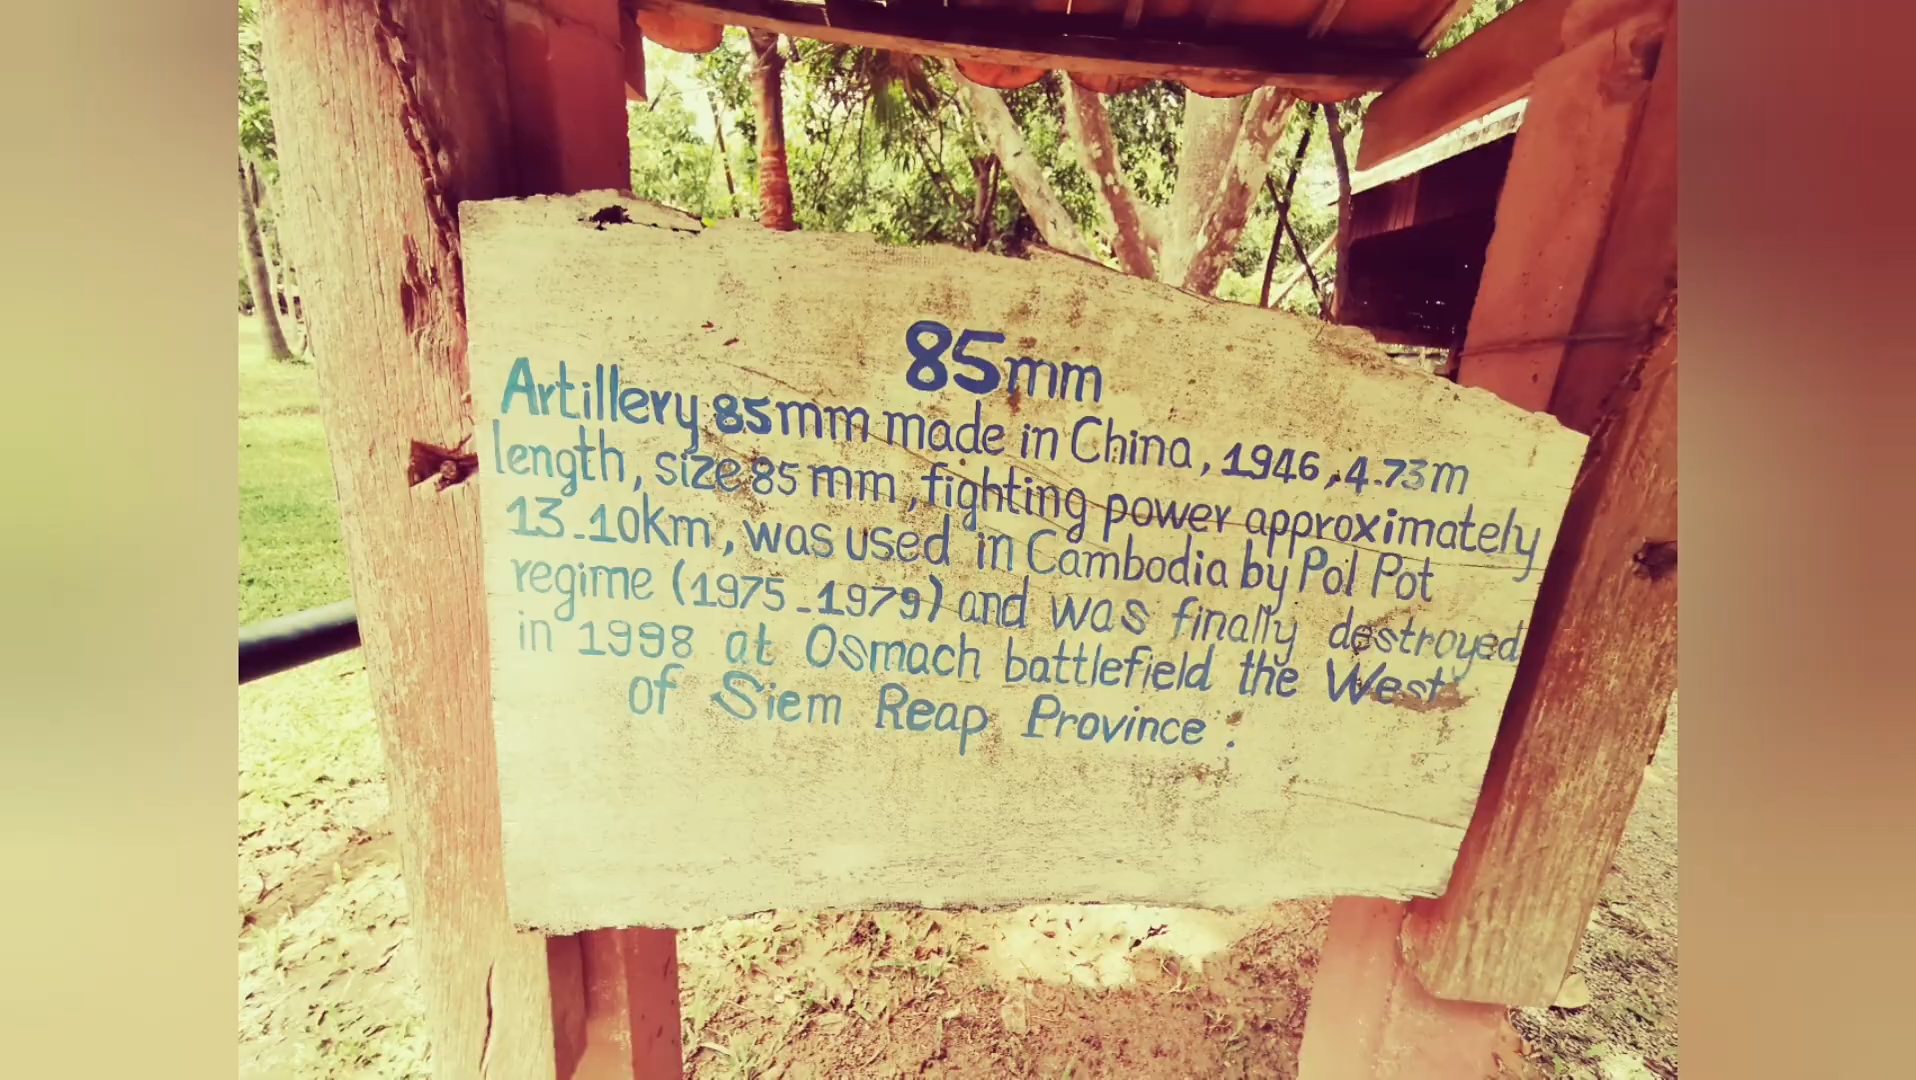 85mm
Artillery 85mm made in China, 1946, 4.73m
length, size 85mm, fighting power approximately
13-10km, was used in Cambodia by Pol Pot
regime (1975-1979) and was finally destroyed
in 1998 at Osmach battlefield the West
of Siem Reap Province.